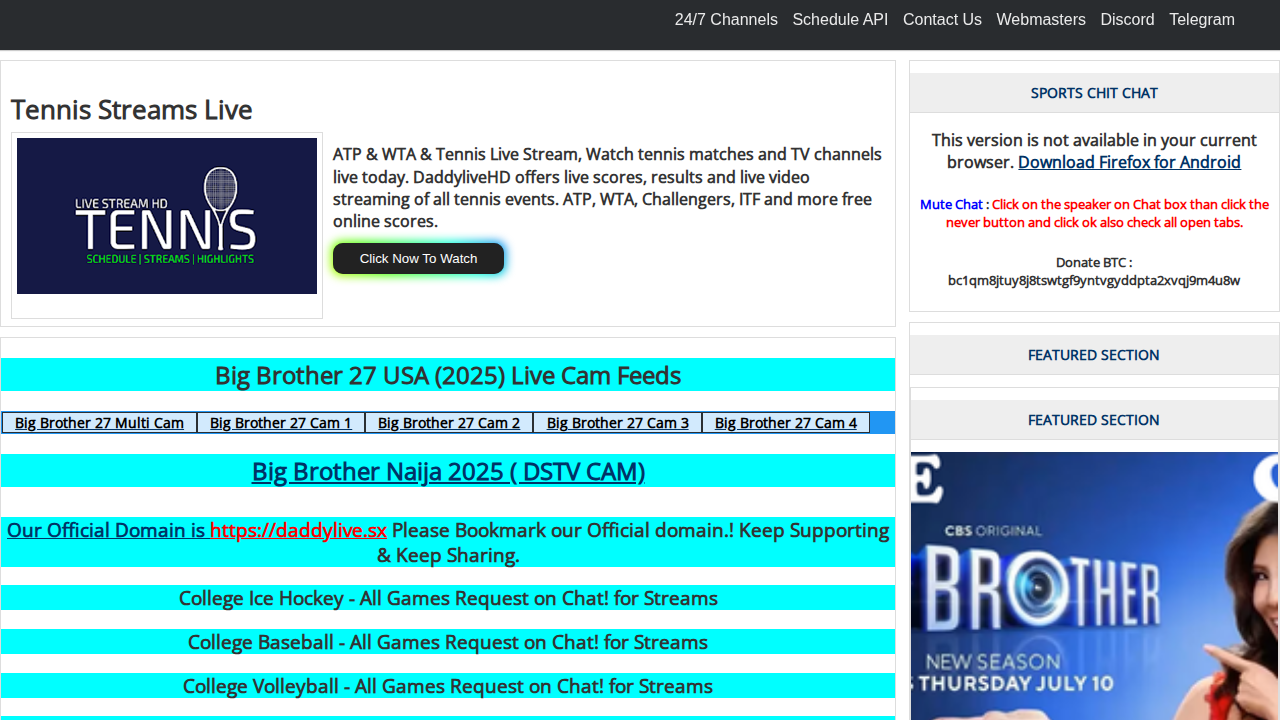 24/7 Channels Schedule API Contact Us Webmasters Discord Telegram
Tennis Streams Live
LIVE STREAM HD
TENNIS
SCHEDULE | STREAMS | HIGHLIGHTS
ATP & WTA & Tennis Live Stream, Watch tennis matches and TV channels
live today. DaddyliveHD offers live scores, results and live video
streaming of all tennis events. ATP, WTA, Challengers, ITF and more free
online scores.
Click Now To Watch
Big Brother 27 USA (2025) Live Cam Feeds
Big Brother 27 Multi Cam Big Brother 27 Cam 1 Big Brother 27 Cam 2 Big Brother 27 Cam 3 Big Brother 27 Cam 4
Big Brother Naija 2025 ( DSTV CAM)
Our Official Domain is https://daddylive.sx Please Bookmark our Official domain.! Keep Supporting
& Keep Sharing.
College Ice Hockey - All Games Request on Chat! for Streams
College Baseball - All Games Request on Chat! for Streams
College Volleyball - All Games Request on Chat! for Streams
SPORTS CHIT CHAT
This version is not available in your current
browser. Download Firefox for Android
Mute Chat : Click on the speaker on Chat box than click the
never button and click ok also check all open tabs.
Donate BTC :
bc1qm8jtuy8j8tswtgf9yntvgyddpta2xvqj9m4u8w
FEATURED SECTION
FEATURED SECTION
CBS ORIGINAL
BROTHER
NEW SEASON
THURSDAY JULY 10